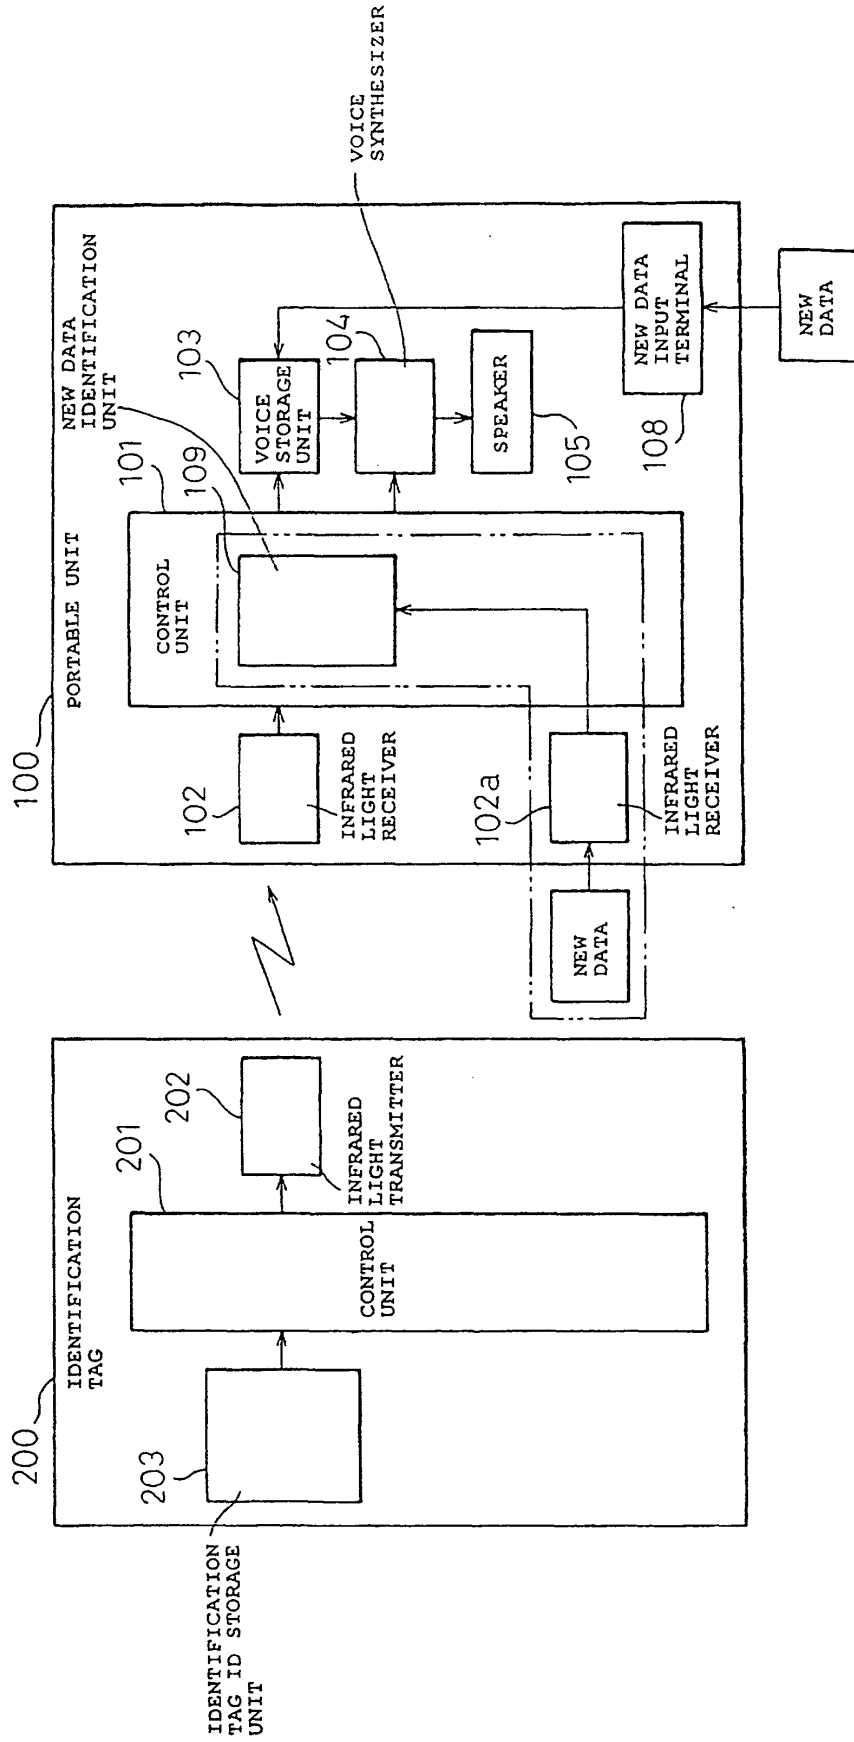 200
IDENTIFICATION
TAG
203
IDENTIFICATION
TAG ID STORAGE
UNIT
201
CONTROL
UNIT
202
INFRARED
LIGHT
TRANSMITTER
100
PORTABLE UNIT
102
INFRARED
LIGHT
RECEIVER
101
CONTROL
UNIT
109
NEW DATA
IDENTIFICATION
UNIT
103
VOICE
STORAGE
UNIT
104
VOICE
SYNTHESIZER
SPEAKER
105
NEW DATA
INPUT
TERMINAL
108
NEW
DATA
102a
INFRARED
LIGHT
RECEIVER
NEW
DATA